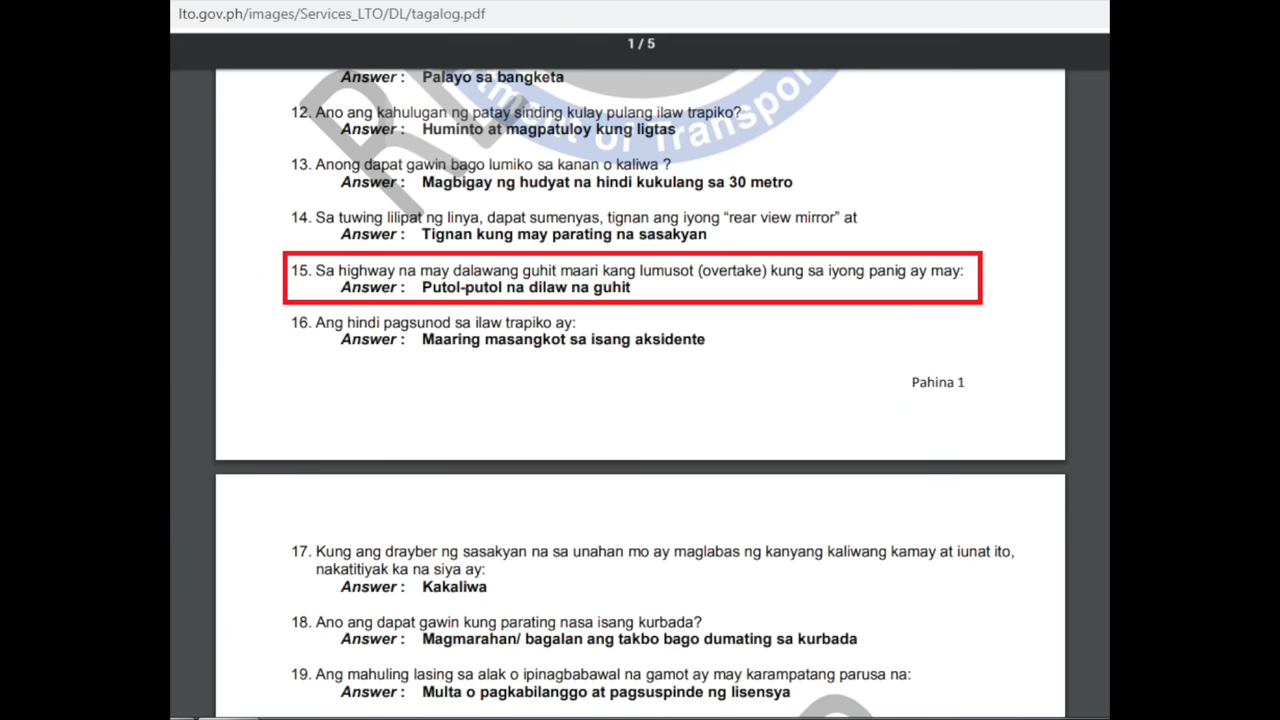 lto.gov.ph/images/Services_LTO/DL/tagalog.pdf
1 / 5
Answer : Palayo sa bangketa
12. Ano ang kahulugan ng patay sinding kulay pulang ilaw trapiko?
Answer : Huminto at magpatuloy kung ligtas
13. Anong dapat gawin bago lumiko sa kanan o kaliwa ?
Answer : Magbigay ng hudyat na hindi kukulang sa 30 metro
14. Sa tuwing lilipat ng linya, dapat sumenyas, tignan ang iyong “rear view mirror” at
Answer : Tignan kung may parating na sasakyan
15. Sa highway na may dalawang guhit maari kang lumusot (overtake) kung sa iyong panig ay may:
Answer : Putol-putol na dilaw na guhit
16. Ang hindi pagsunod sa ilaw trapiko ay:
Answer : Maaring masangkot sa isang aksidente
Pahina 1
17. Kung ang drayber ng sasakyan na sa unahan mo ay maglabas ng kanyang kaliwang kamay at iunat ito,
nakatitiyak ka na siya ay:
Answer : Kakaliwa
18. Ano ang dapat gawin kung parating nasa isang kurbada?
Answer : Magmarahan/ bagalan ang takbo bago dumating sa kurbada
19. Ang mahuling lasing sa alak o ipinagbabawal na gamot ay may karampatang parusa na:
Answer : Multa o pagkabilanggo at pagsuspinde ng lisensya